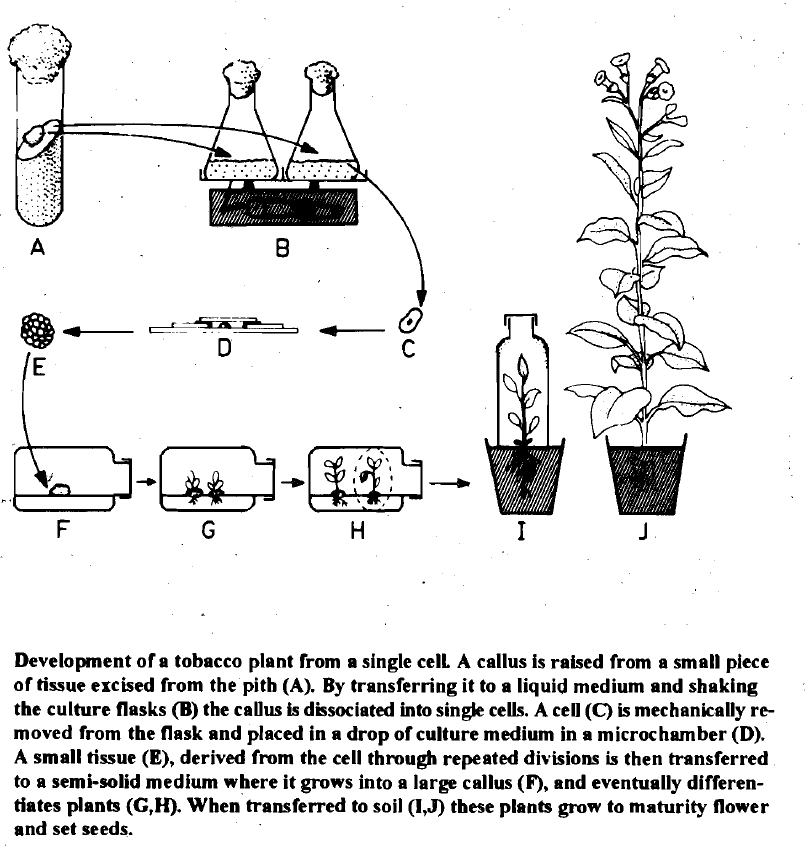 A
B
C
D
E
F
G
H
I
J
Development of a tobacco plant from a single cell. A callus is raised from a small piece
of tissue excised from the pith (A). By transferring it to a liquid medium and shaking
the culture flasks (B) the callus is dissociated into single cells. A cell (C) is mechanically re-
moved from the flask and placed in a drop of culture medium in a microchamber (D).
A small tissue (E), derived from the cell through repeated divisions is then transferred
to a semi-solid medium where it grows into a large callus (F), and eventually differen-
tiates plants (G,H). When transferred to soil (I,J) these plants grow to maturity flower
and set seeds.